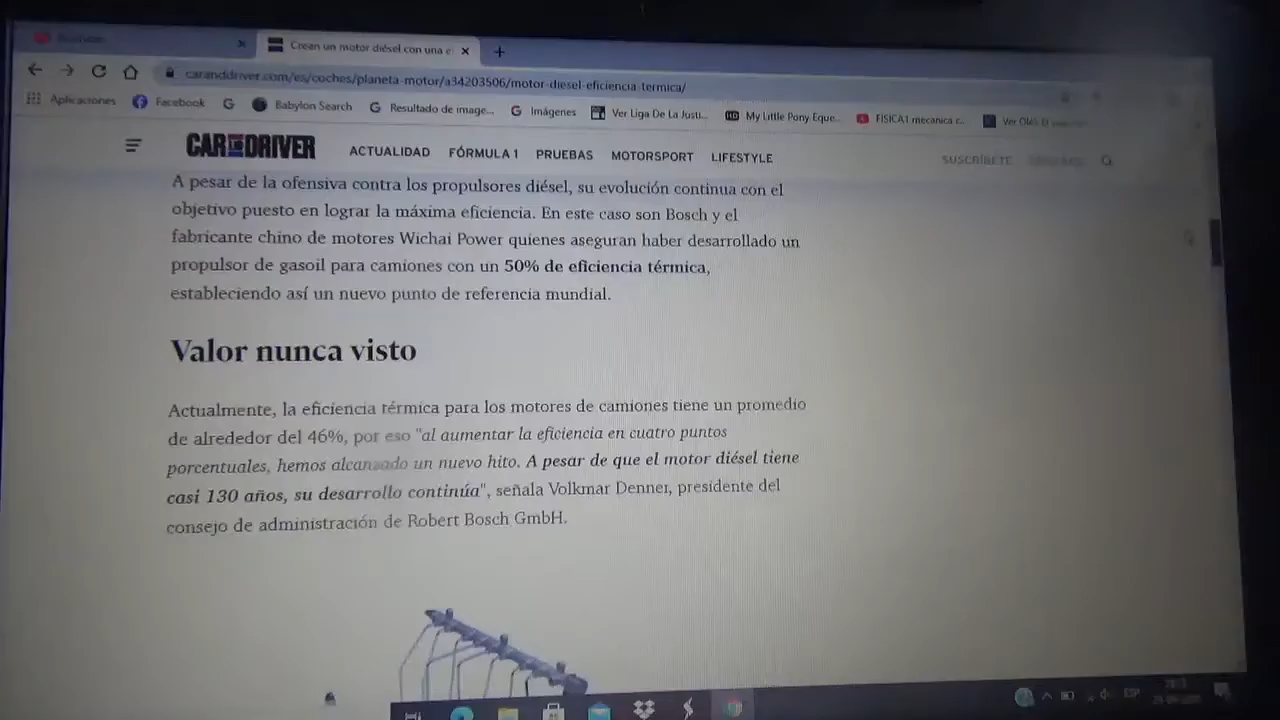 Crean un motor diésel con una e
caranddriver.com/es/coches/planeta-motor/a34203506/motor-diesel-eficiencia-termica/
Aplicaciones Facebook Babylon Search Resultado de image... Imágenes Ver Liga De La Justi... My Little Pony Eque... FISICA1 mecanica c...
CAR AND DRIVER ACTUALIDAD FÓRMULA 1 PRUEBAS MOTORSPORT LIFESTYLE SUSCRÍBETE
A pesar de la ofensiva contra los propulsores diésel, su evolución continua con el
objetivo puesto en lograr la máxima eficiencia. En este caso son Bosch y el
fabricante chino de motores Wichai Power quienes aseguran haber desarrollado un
propulsor de gasoil para camiones con un 50% de eficiencia térmica,
estableciendo así un nuevo punto de referencia mundial.
Valor nunca visto
Actualmente, la eficiencia térmica para los motores de camiones tiene un promedio
de alrededor del 46%, por eso "al aumentar la eficiencia en cuatro puntos
porcentuales, hemos alcanzado un nuevo hito. A pesar de que el motor diésel tiene
casi 130 años, su desarrollo continúa", señala Volkmar Denner, presidente del
consejo de administración de Robert Bosch GmbH.
ESP